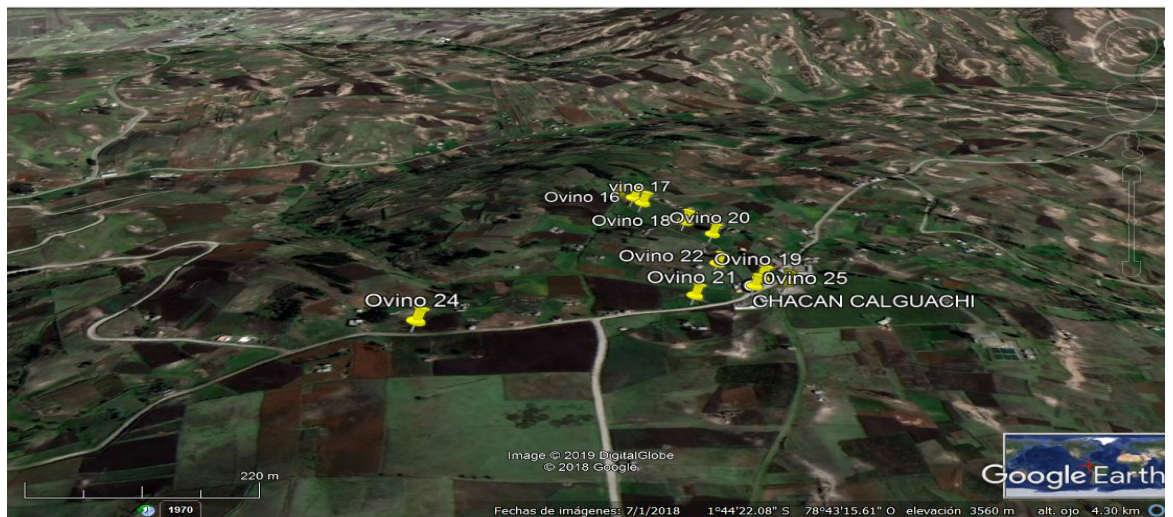 vino 17
Ovino 16
Ovino 18
Ovino 20
Ovino 22
Ovino 19
Ovino 21
Ovino 25
Ovino 24
CHACAN CALGUACHI
Image © 2019 DigitalGlobe
© 2018 Google
220 m
Google Earth
1970
Fechas de imágenes: 7/1/2018 1°44'22.08" S 78°43'15.61" O elevación 3560 m alt. ojo 4.30 km